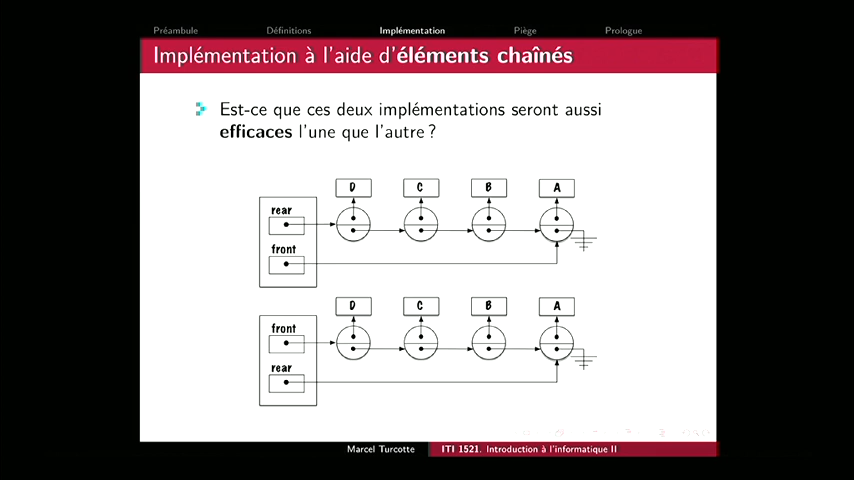 Préambule Définitions Implémentation Piège Prologue
Implémentation à l'aide d'éléments chaînés
Est-ce que ces deux implémentations seront aussi
efficaces l'une que l'autre ?
D C B A
rear
front
D C B A
front
rear
Marcel Turcotte ITI 1521. Introduction à l'informatique II